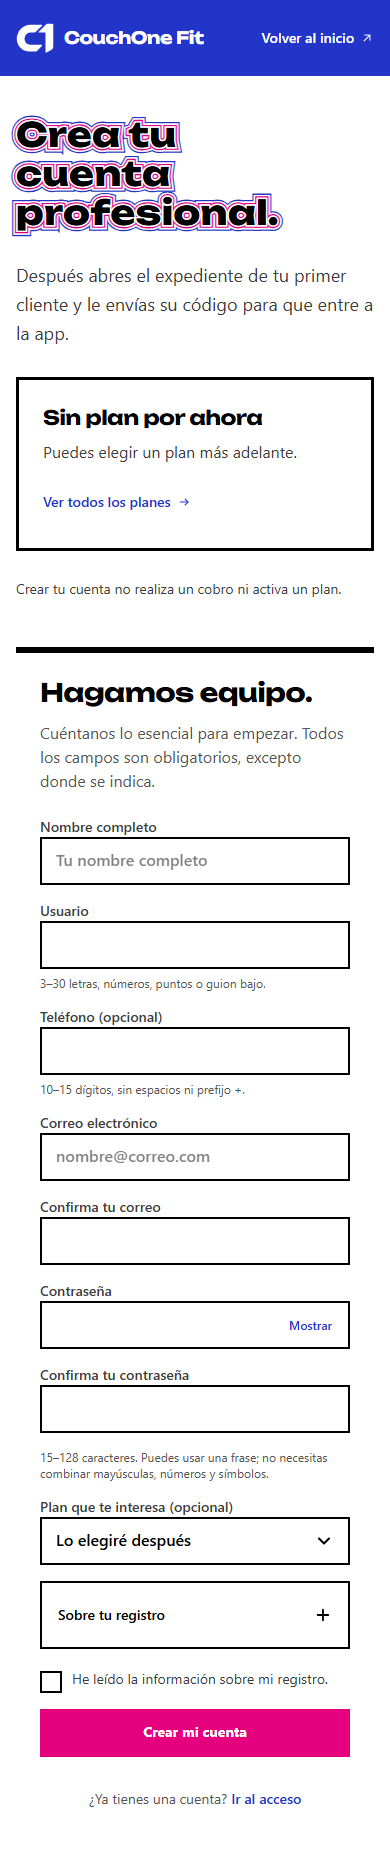 C1 CouchOne Fit
Volver al inicio ↗
Crea tu
cuenta
profesional.
Después abres el expediente de tu primer
cliente y le envías su código para que entre a
la app.
Sin plan por ahora
Puedes elegir un plan más adelante.
Ver todos los planes →
Crear tu cuenta no realiza un cobro ni activa un plan.
Hagamos equipo.
Cuéntanos lo esencial para empezar. Todos
los campos son obligatorios, excepto
donde se indica.
Nombre completo
Tu nombre completo
Usuario
3–30 letras, números, puntos o guion bajo.
Teléfono (opcional)
10–15 dígitos, sin espacios ni prefijo +.
Correo electrónico
nombre@correo.com
Confirma tu correo
Contraseña
Mostrar
Confirma tu contraseña
15–128 caracteres. Puedes usar una frase; no necesitas
combinar mayúsculas, números y símbolos.
Plan que te interesa (opcional)
Lo elegiré después
Sobre tu registro +
He leído la información sobre mi registro.
Crear mi cuenta
¿Ya tienes una cuenta? Ir al acceso